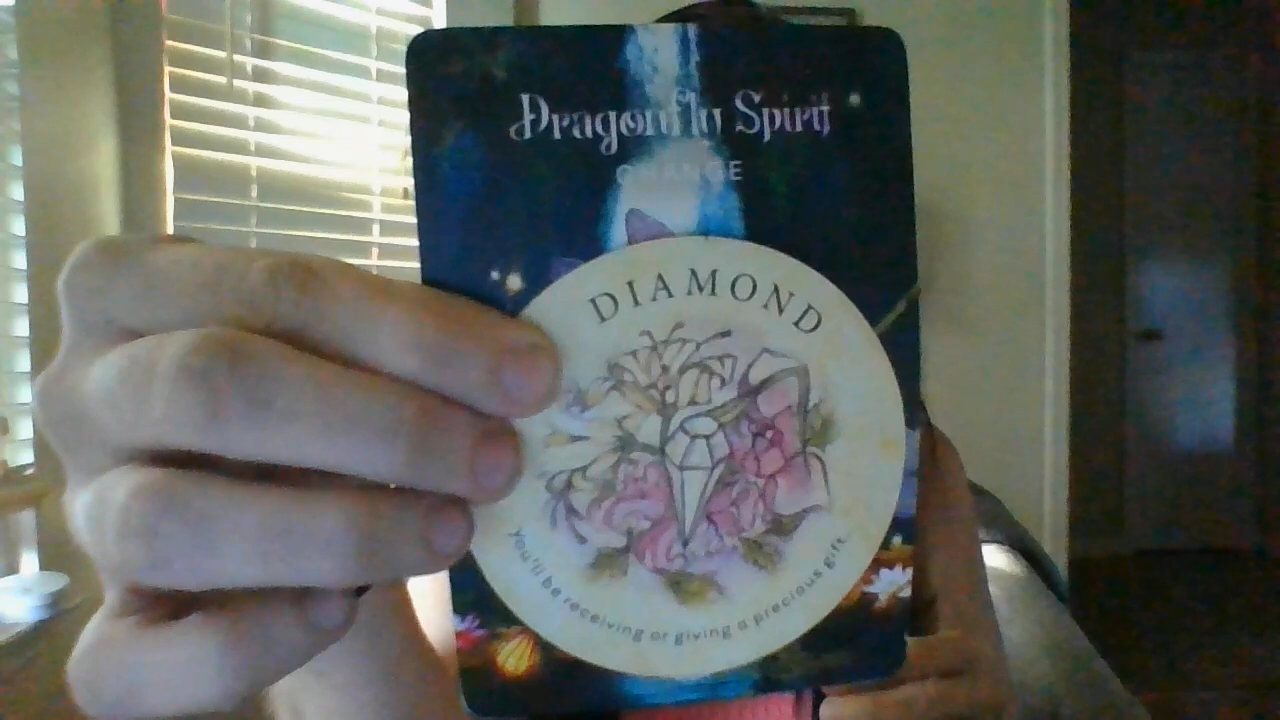 Dragonfly Spirit
CHANGE
DIAMOND
You'll be receiving or giving a precious gift